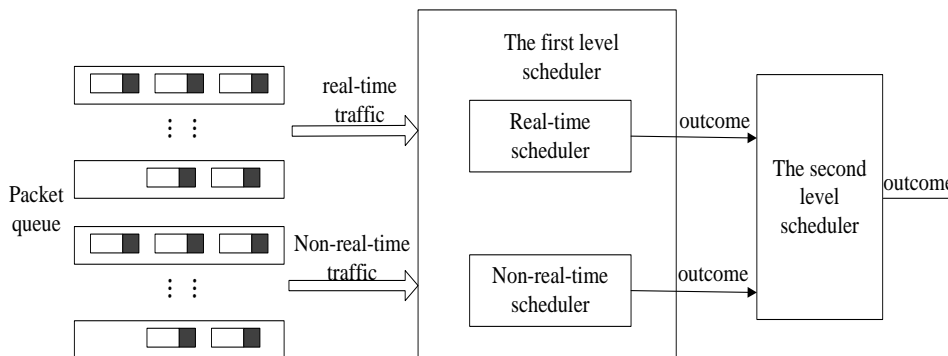 Packet
queue
real-time
traffic
Non-real-time
traffic
The first level
scheduler
Real-time
scheduler
Non-real-time
scheduler
outcome
outcome
The second
level
scheduler
outcome